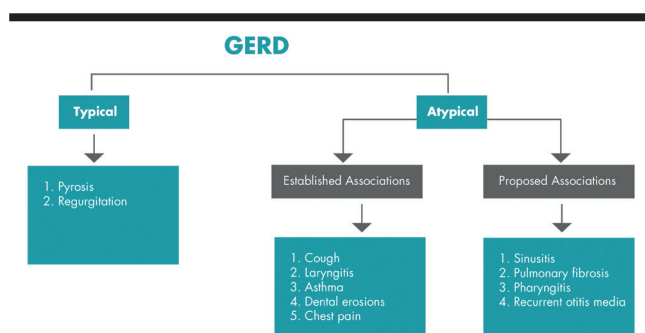 GERD
Typical
Atypical
1. Pyrosis
2. Regurgitation
Established Associations
Proposed Associations
1. Cough
2. Laryngitis
3. Asthma
4. Dental erosions
5. Chest pain
1. Sinusitis
2. Pulmonary fibrosis
3. Pharyngitis
4. Recurrent otitis media